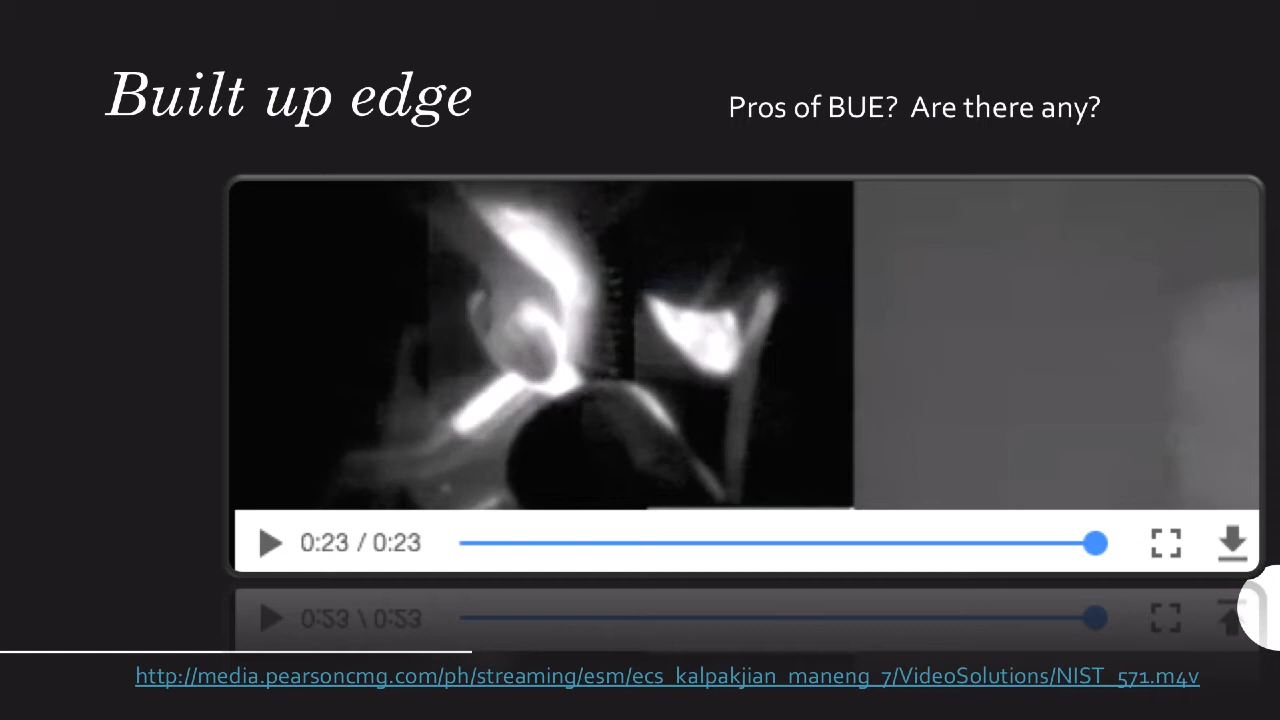 Built up edge
Pros of BUE?  Are there any?
0:23 / 0:23
http://media.pearsoncmg.com/ph/streaming/esm/ecs_kalpakjian_maneng_7/VideoSolutions/NIST_571.m4v